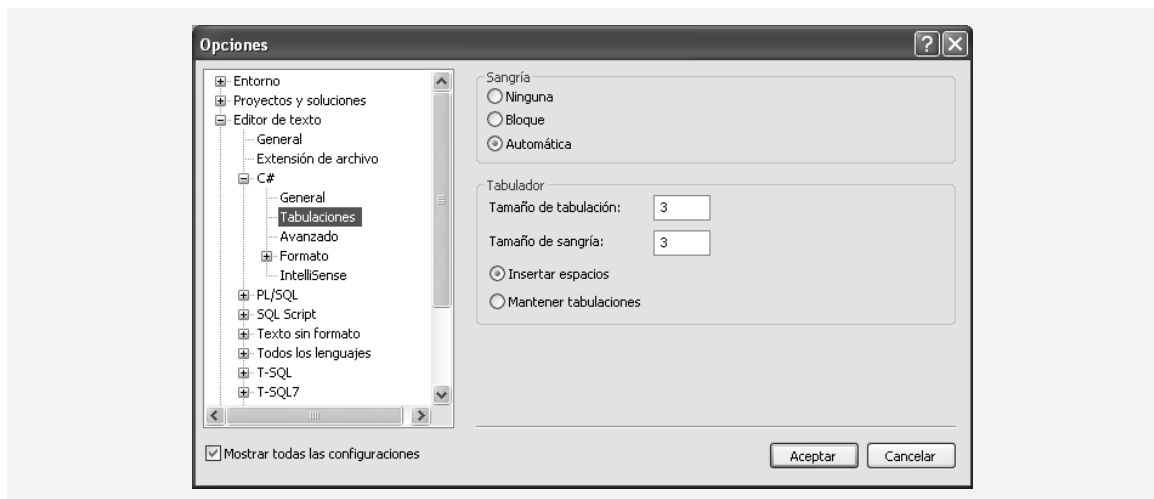 Opciones
Entorno
Proyectos y soluciones
Editor de texto
General
Extensión de archivo
C#
General
Tabulaciones
Avanzado
Formato
IntelliSense
PL/SQL
SQL Script
Texto sin formato
Todos los lenguajes
T-SQL
T-SQL7
Mostrar todas las configuraciones
Sangría
Ninguna
Bloque
Automática
Tabulador
Tamaño de tabulación: 3
Tamaño de sangría: 3
Insertar espacios
Mantener tabulaciones
Aceptar Cancelar